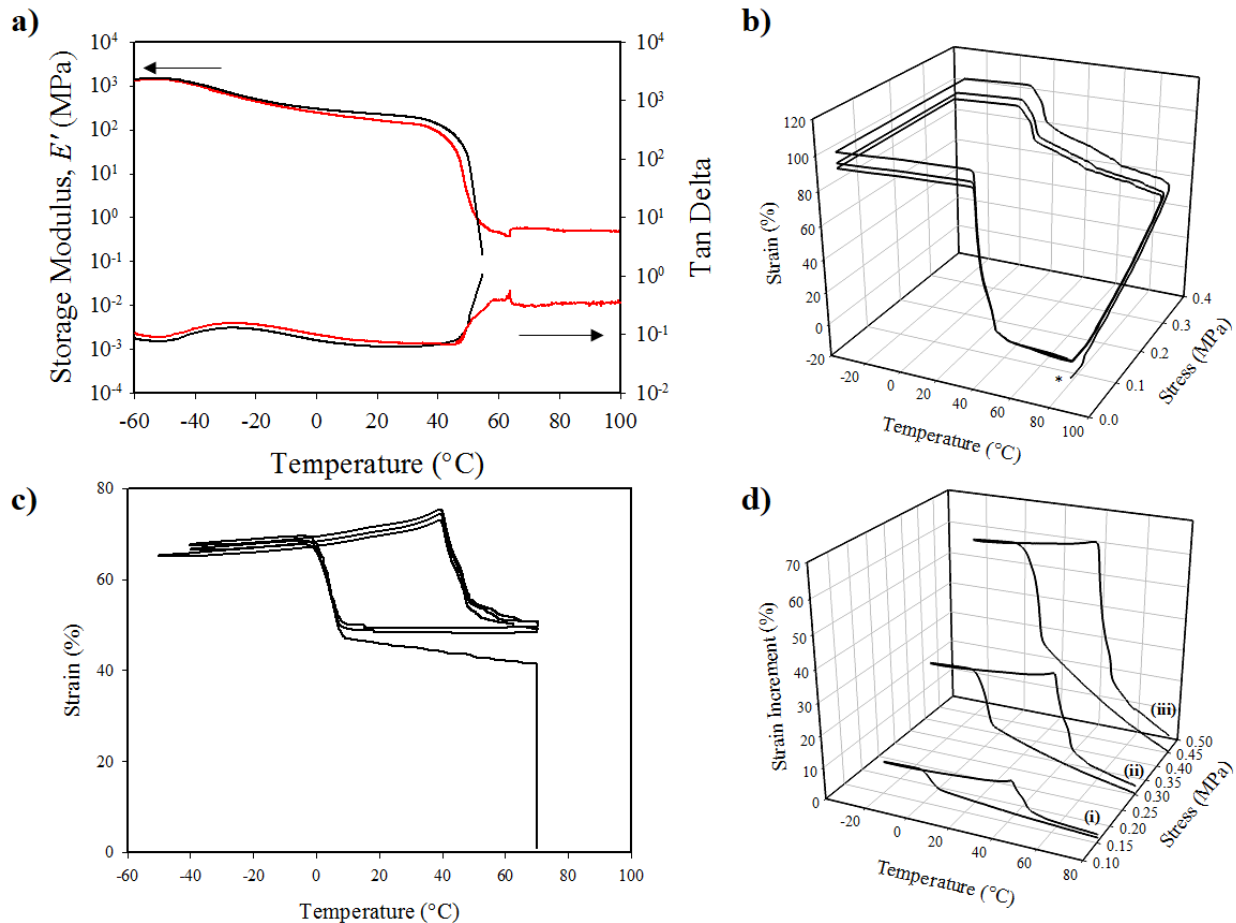 a)
10⁴
10³
10²
10¹
10⁰
10⁻¹
10⁻²
10⁻³
10⁻⁴
Storage Modulus, E′ (MPa)
-60 -40 -20 0 20 40 60 80 100
Temperature (°C)
10⁴
10³
10²
10¹
10⁰
10⁻¹
10⁻²
Tan Delta
b)
120
100
80
60
40
20
0
-20
Strain (%)
-20 0 20 40 60 80 100
Temperature (°C)
0.0
0.1
0.2
0.3
0.4
Stress (MPa)
*
c)
80
60
40
20
0
Strain (%)
-60 -40 -20 0 20 40 60 80 100
Temperature (°C)
d)
70
60
50
40
30
20
10
0
Strain Increment (%)
-20 0 20 40 60 80
Temperature (°C)
0.10
0.15
0.20
0.25
0.30
0.35
0.40
0.45
0.50
Stress (MPa)
(iii)
(ii)
(i)